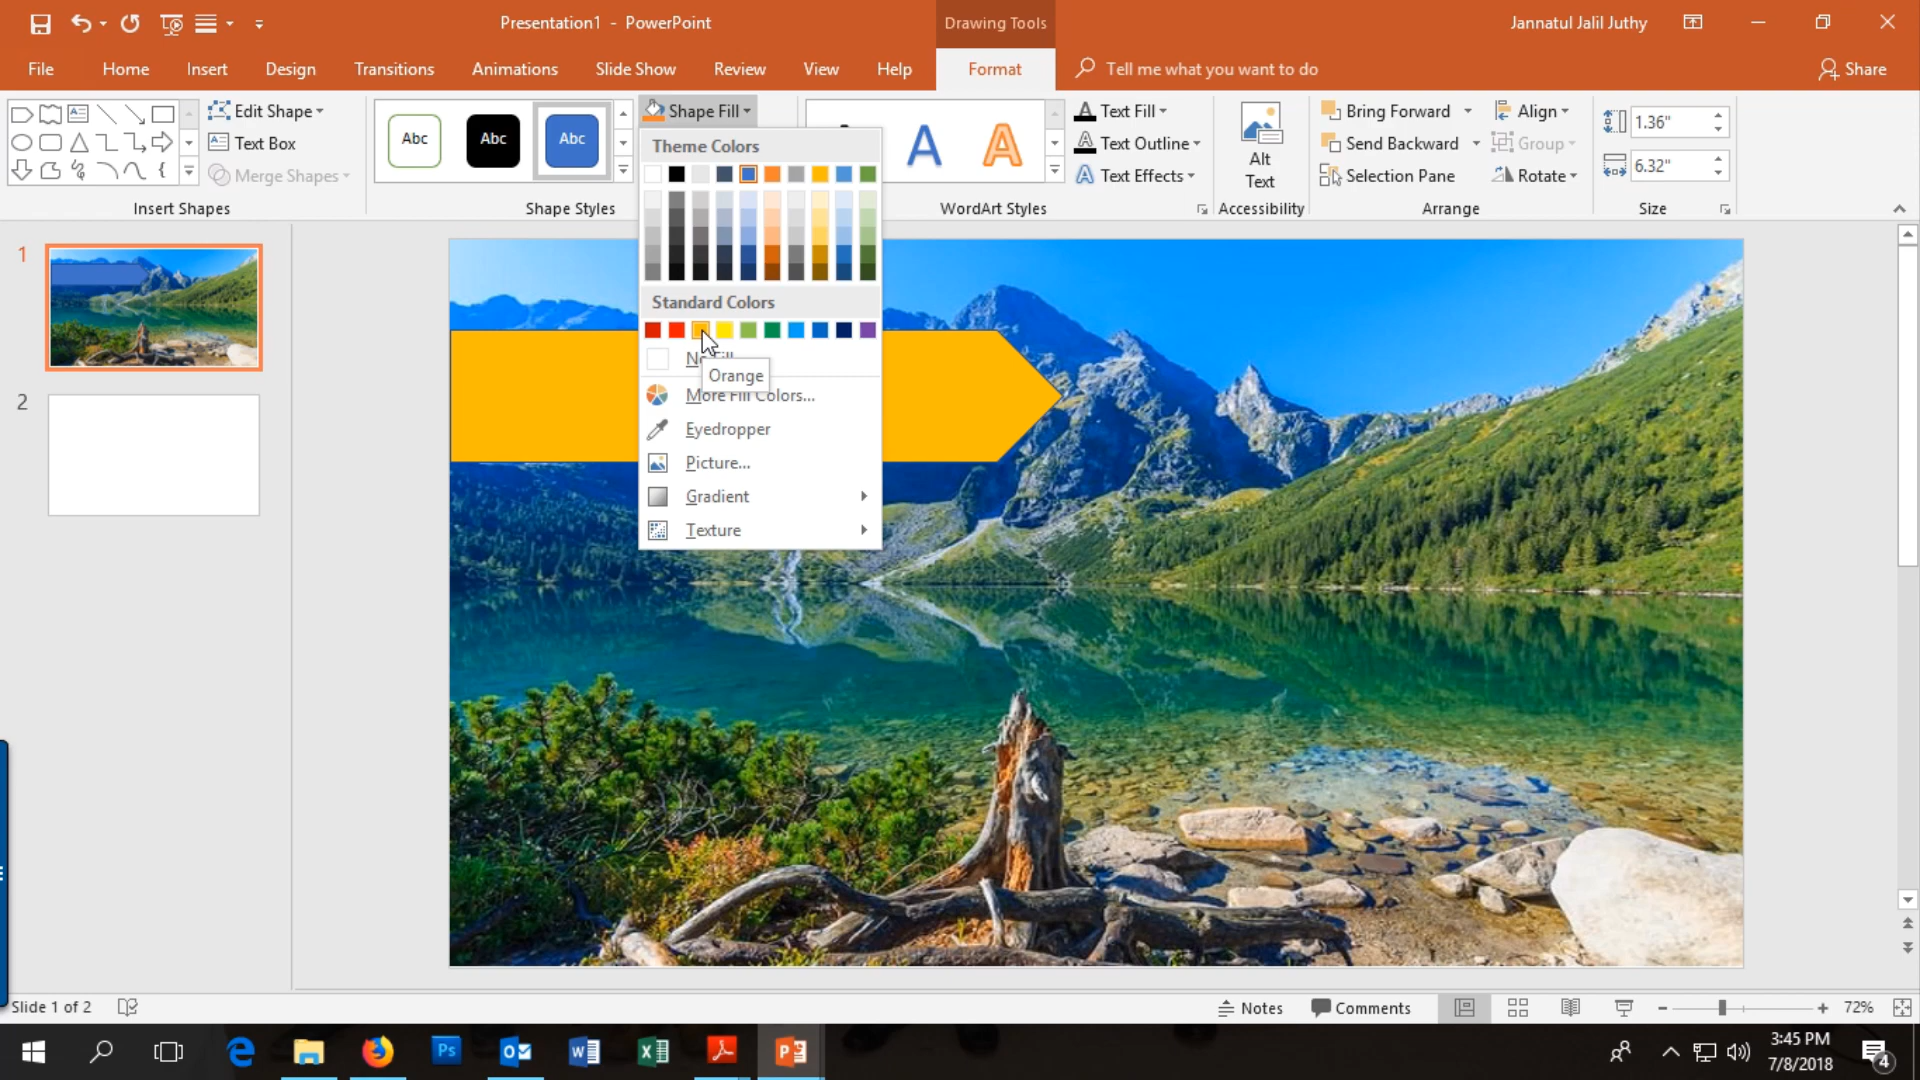 Presentation1 - PowerPoint
Drawing Tools
Jannatul Jalil Juthy
File
Home
Insert
Design
Transitions
Animations
Slide Show
Review
View
Help
Format
Tell me what you want to do
Share
Edit Shape
Text Box
Merge Shapes
Insert Shapes
Abc
Abc
Abc
Shape Styles
Shape Fill
Theme Colors
Standard Colors
Orange
More Fill Colors...
Eyedropper
Picture...
Gradient
Texture
A
A
Text Fill
Text Outline
Text Effects
WordArt Styles
Alt
Text
Accessibility
Bring Forward
Send Backward
Selection Pane
Align
Group
Rotate
Arrange
1.36"
6.32"
Size
1
2
Slide 1 of 2
Notes
Comments
72%
Ps
3:45 PM
7/8/2018
4